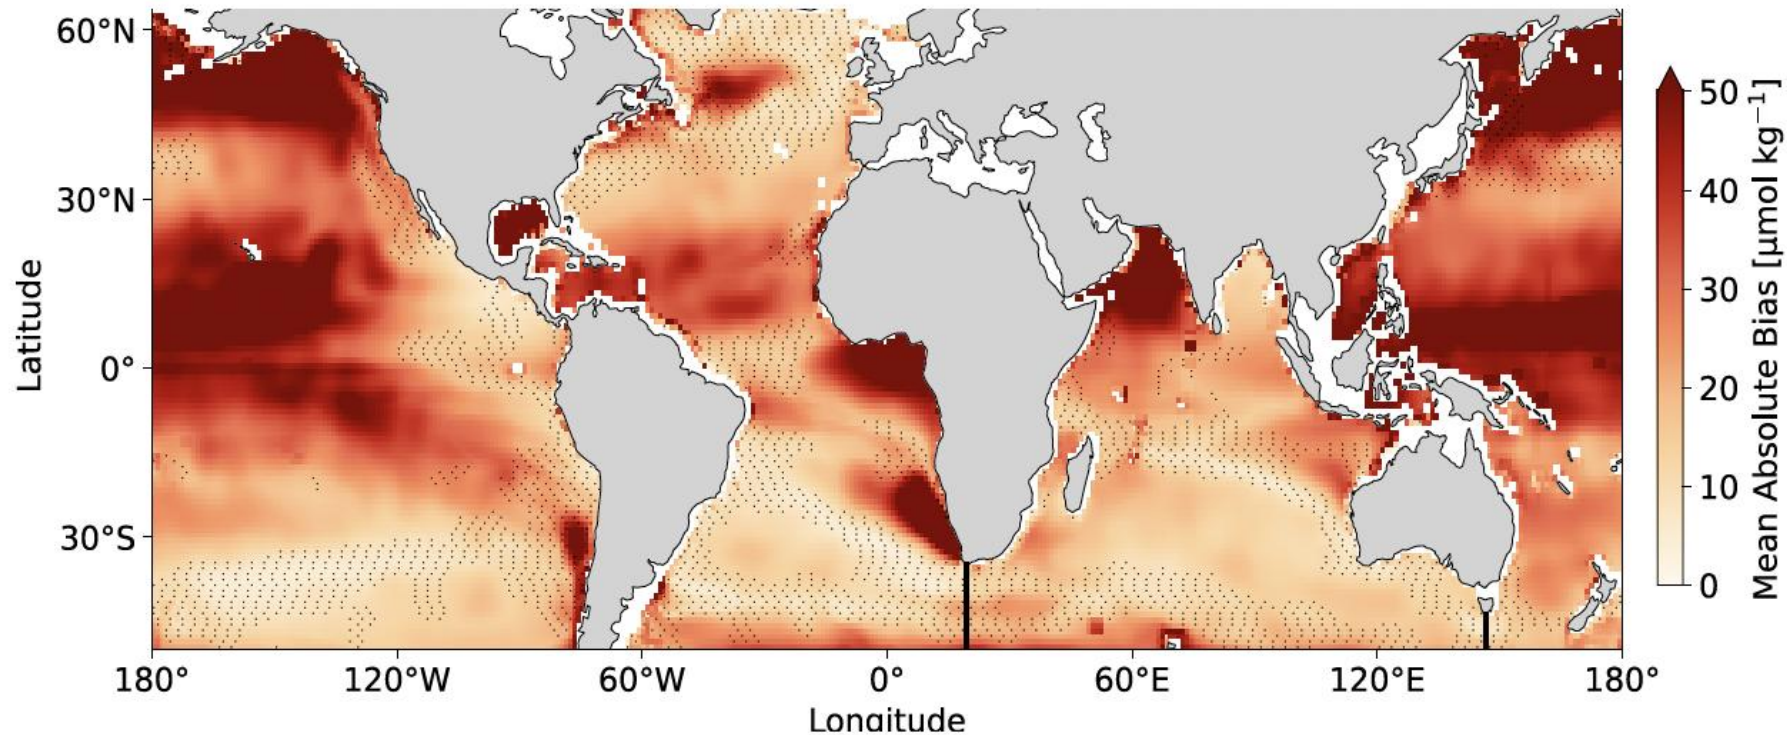 60°N
30°N
0°
30°S
Latitude
180°
120°W
60°W
0°
60°E
120°E
180°
Longitude
50
40
30
20
10
0
Mean Absolute Bias [µmol kg⁻¹]